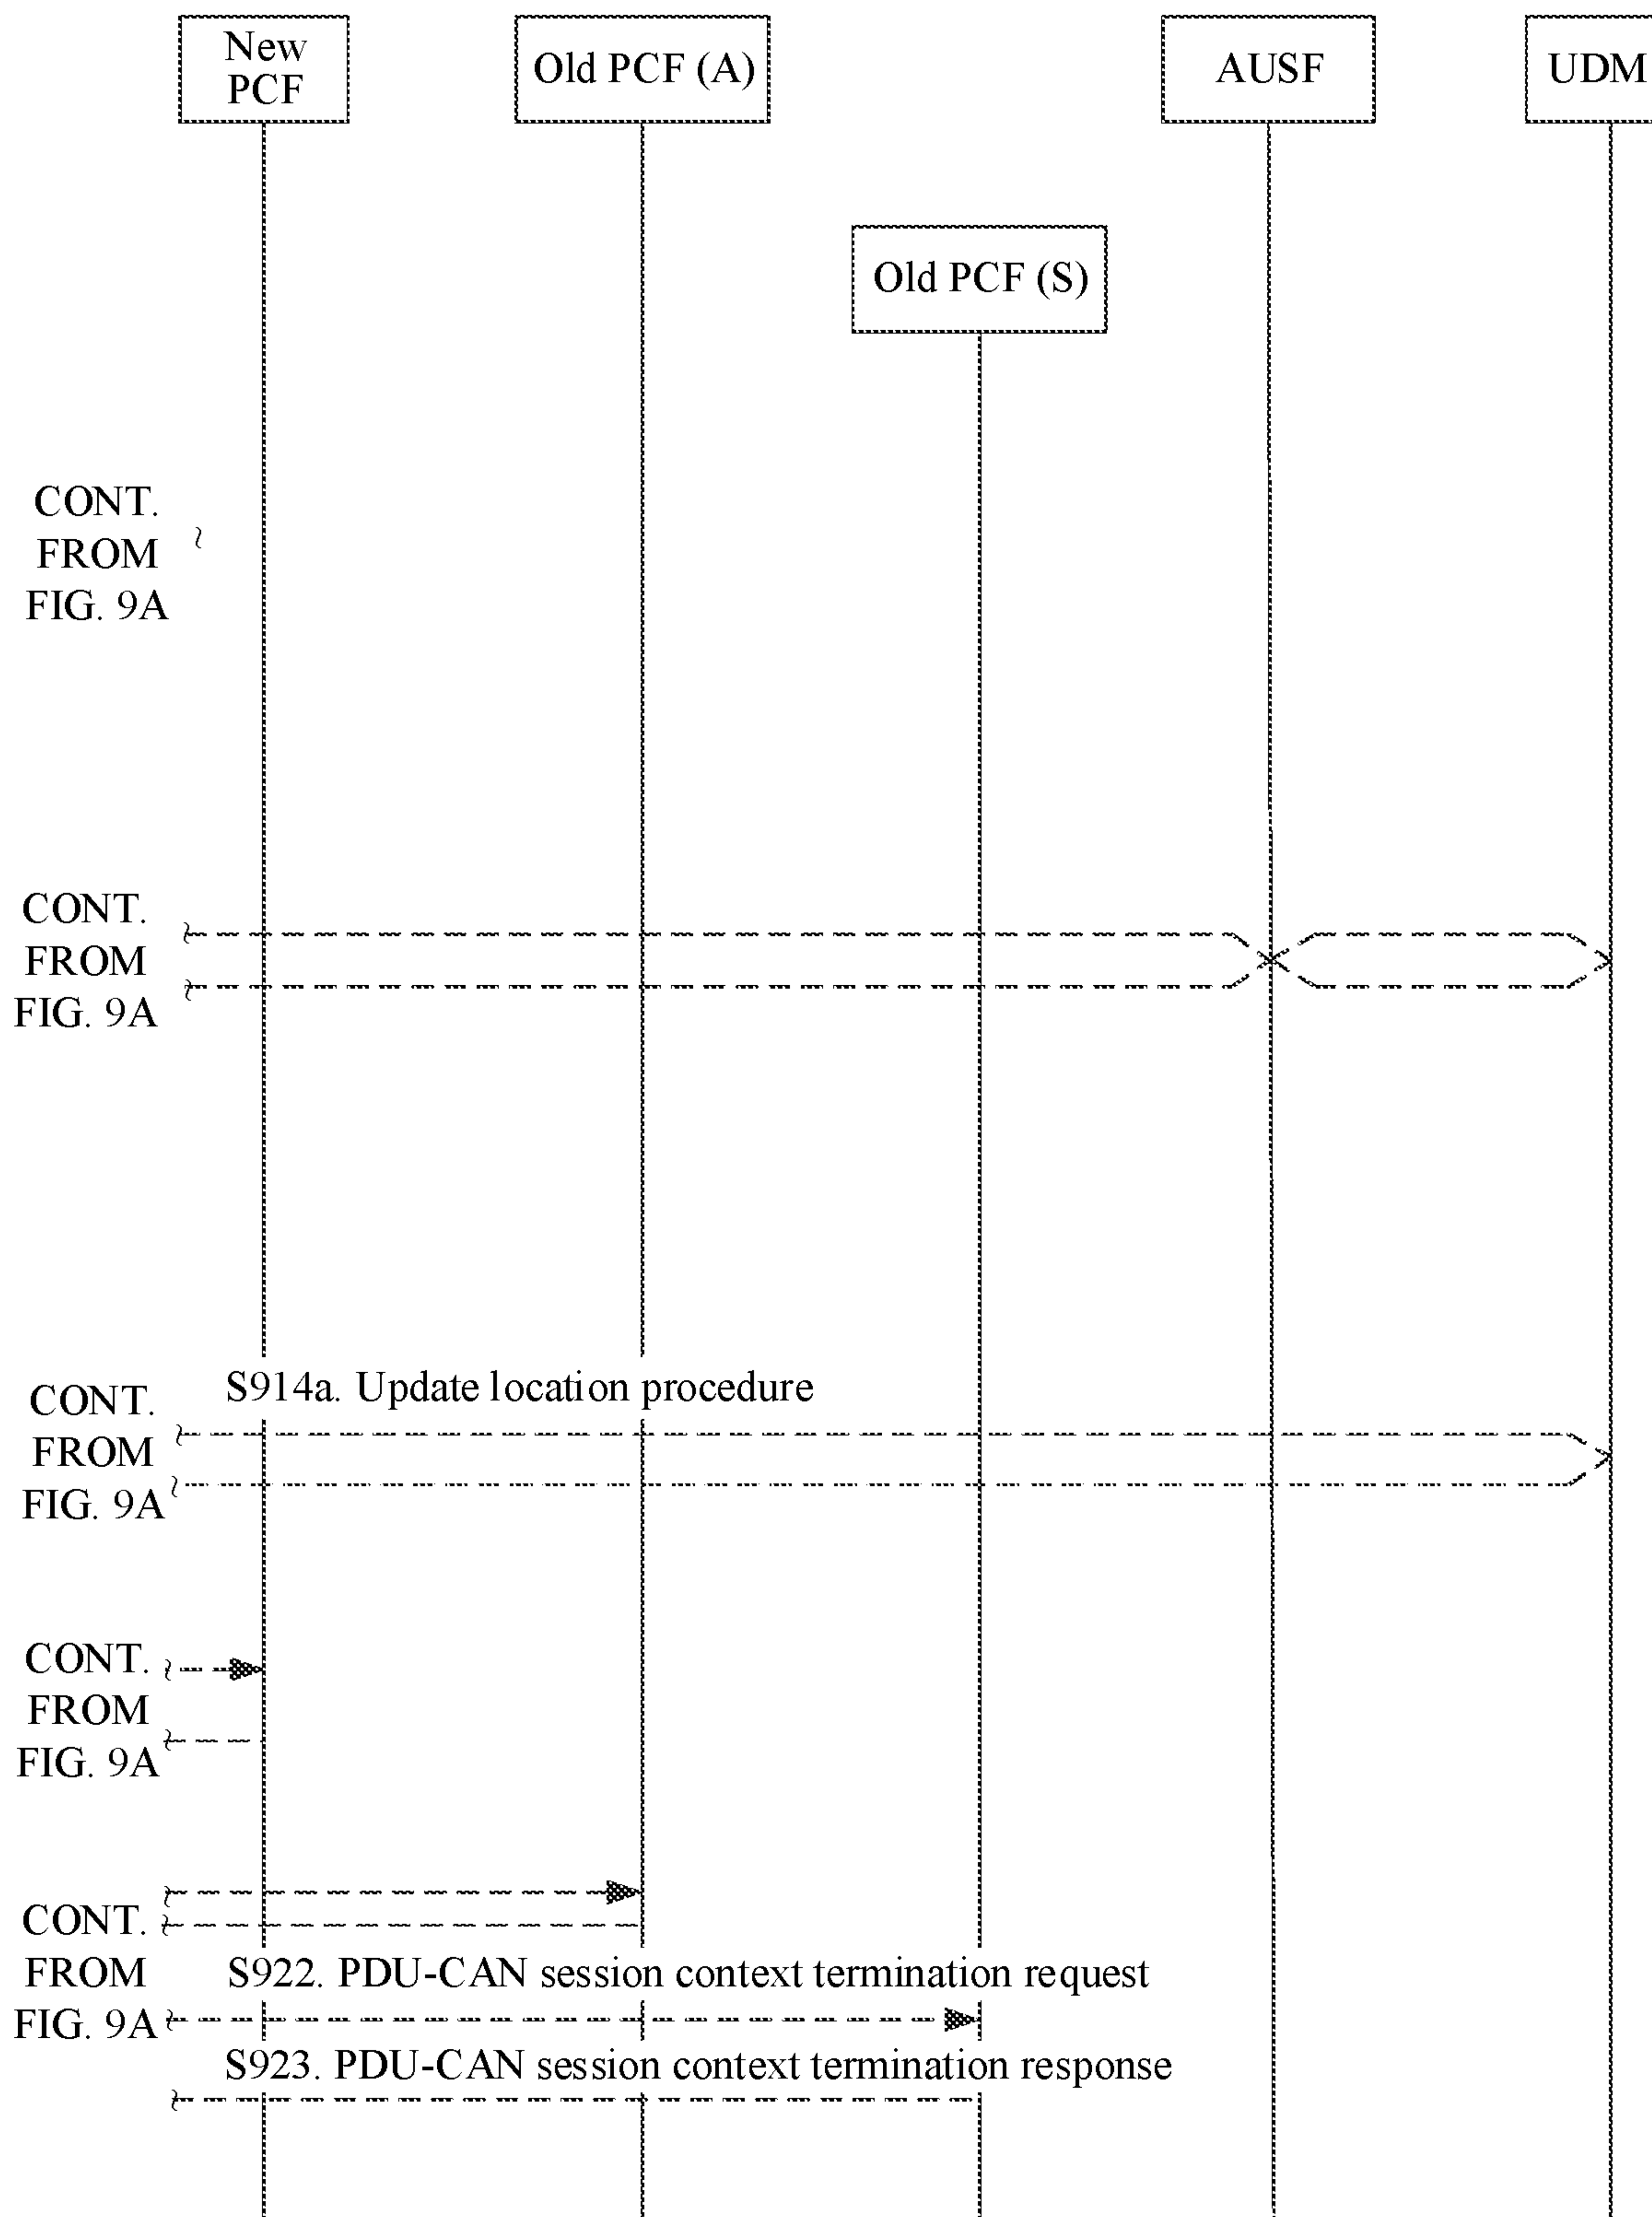 New
PCF
Old PCF (A)
AUSF
UDM
Old PCF (S)
CONT.
FROM
FIG. 9A
CONT.
FROM
FIG. 9A
S914a. Update location procedure
CONT.
FROM
FIG. 9A
CONT.
FROM
FIG. 9A
CONT.
FROM
FIG. 9A
S922. PDU-CAN session context termination request
S923. PDU-CAN session context termination response